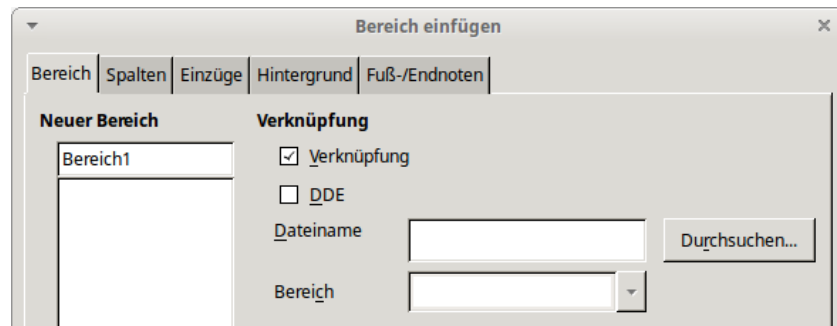 Bereich einfügen
Bereich Spalten Einzüge Hintergrund Fuß-/Endnoten
Neuer Bereich Verknüpfung
Bereich1 Verknüpfung
DDE
Dateiname Durchsuchen...
Bereich